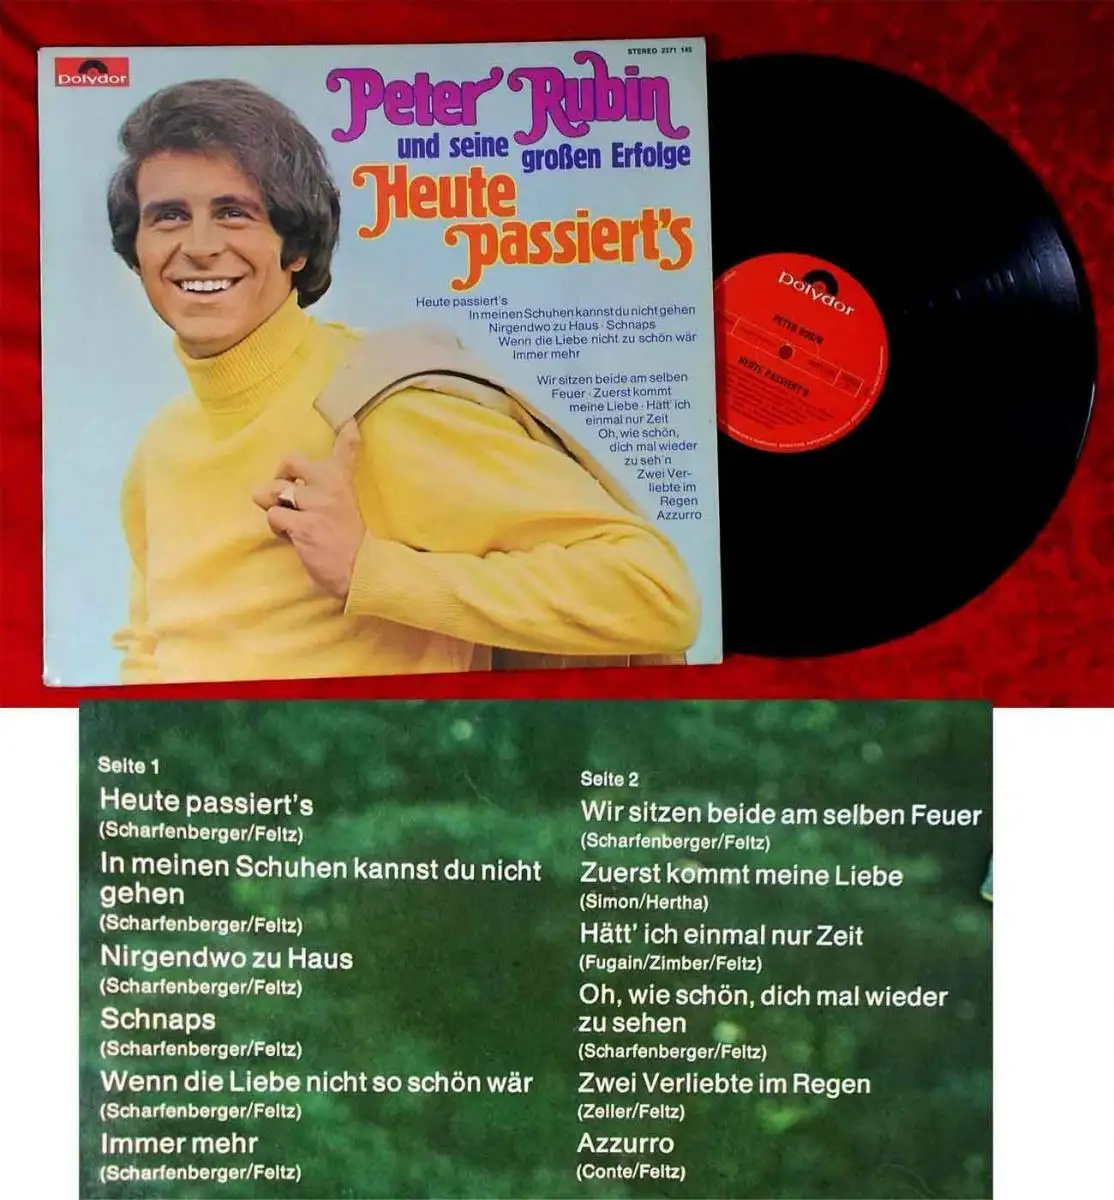 polydor
STEREO 2371 145
Peter Rubin
und seine großen Erfolge
Heute
passiert's
Heute passiert's
In meinen Schuhen kannst du nicht gehen
Nirgendwo zu Haus · Schnaps
Wenn die Liebe nicht zu schön wär
Immer mehr
Wir sitzen beide am selben
Feuer · Zuerst kommt
meine Liebe · Hätt' ich
einmal nur Zeit
Oh, wie schön,
dich mal wieder
zu seh'n
Zwei Ver-
liebte im
Regen
Azzurro
polydor
PETER RUBIN
HEUTE PASSIERT'S
Seite 1
Heute passiert's
(Scharfenberger/Feltz)
In meinen Schuhen kannst du nicht
gehen
(Scharfenberger/Feltz)
Nirgendwo zu Haus
(Scharfenberger/Feltz)
Schnaps
(Scharfenberger/Feltz)
Wenn die Liebe nicht so schön wär
(Scharfenberger/Feltz)
Immer mehr
(Scharfenberger/Feltz)
Seite 2
Wir sitzen beide am selben Feuer
(Scharfenberger/Feltz)
Zuerst kommt meine Liebe
(Simon/Hertha)
Hätt' ich einmal nur Zeit
(Fugain/Zimber/Feltz)
Oh, wie schön, dich mal wieder
zu sehen
(Scharfenberger/Feltz)
Zwei Verliebte im Regen
(Zeller/Feltz)
Azzurro
(Conte/Feltz)